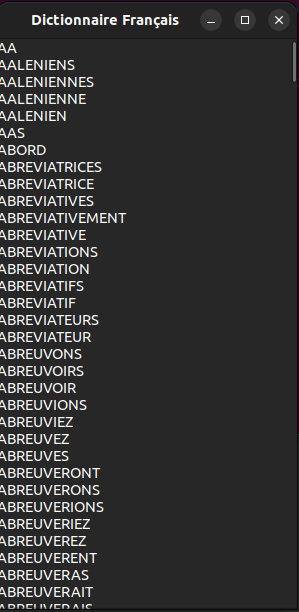 Dictionnaire Français
AA
AALENIENS
AALENIENNES
AALENIENNE
AALENIEN
AAS
ABORD
ABREVIATRICES
ABREVIATRICE
ABREVIATIVES
ABREVIATIVEMENT
ABREVIATIVE
ABREVIATIONS
ABREVIATION
ABREVIATIFS
ABREVIATIF
ABREVIATEURS
ABREVIATEUR
ABREUVONS
ABREUVOIRS
ABREUVOIR
ABREUVIONS
ABREUVIEZ
ABREUVEZ
ABREUVES
ABREUVERONT
ABREUVERONS
ABREUVERIONS
ABREUVERIEZ
ABREUVEREZ
ABREUVERENT
ABREUVERAS
ABREUVERAIT
ABREUVERAIS